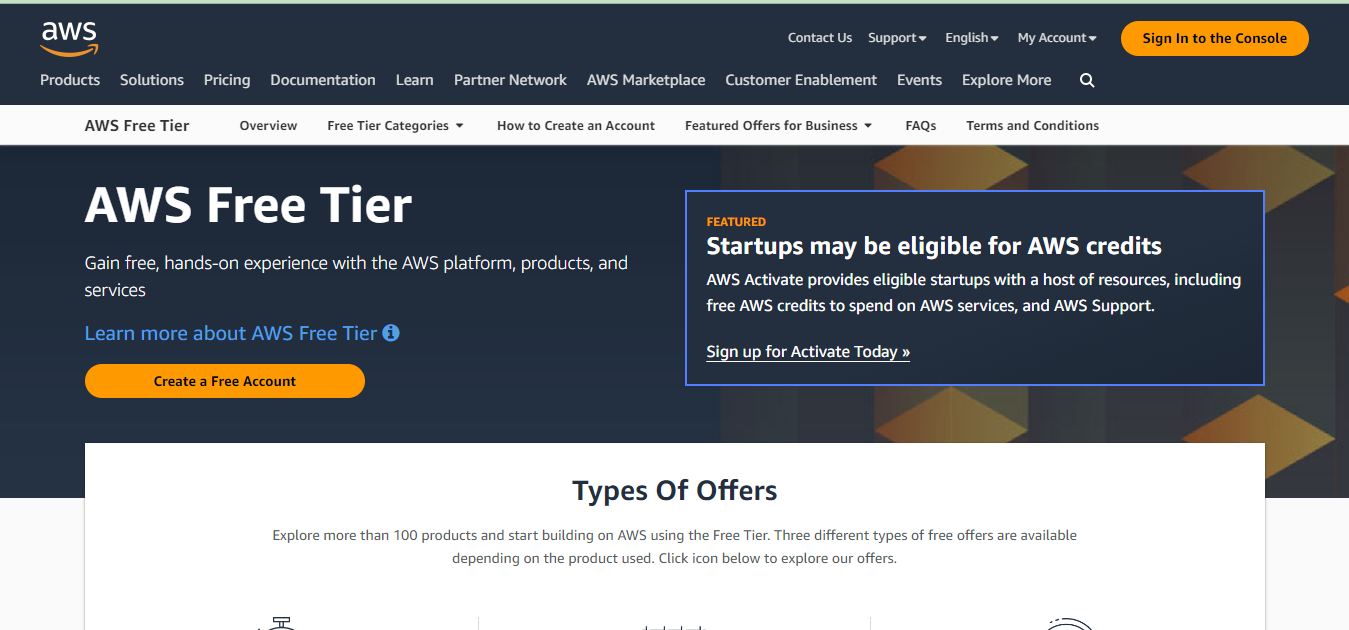 aws
Contact Us Support English My Account Sign In to the Console
Products Solutions Pricing Documentation Learn Partner Network AWS Marketplace Customer Enablement Events Explore More
AWS Free Tier Overview Free Tier Categories How to Create an Account Featured Offers for Business FAQs Terms and Conditions
AWS Free Tier
Gain free, hands-on experience with the AWS platform, products, and
services
Learn more about AWS Free Tier
Create a Free Account
FEATURED
Startups may be eligible for AWS credits
AWS Activate provides eligible startups with a host of resources, including
free AWS credits to spend on AWS services, and AWS Support.
Sign up for Activate Today »
Types Of Offers
Explore more than 100 products and start building on AWS using the Free Tier. Three different types of free offers are available
depending on the product used. Click icon below to explore our offers.